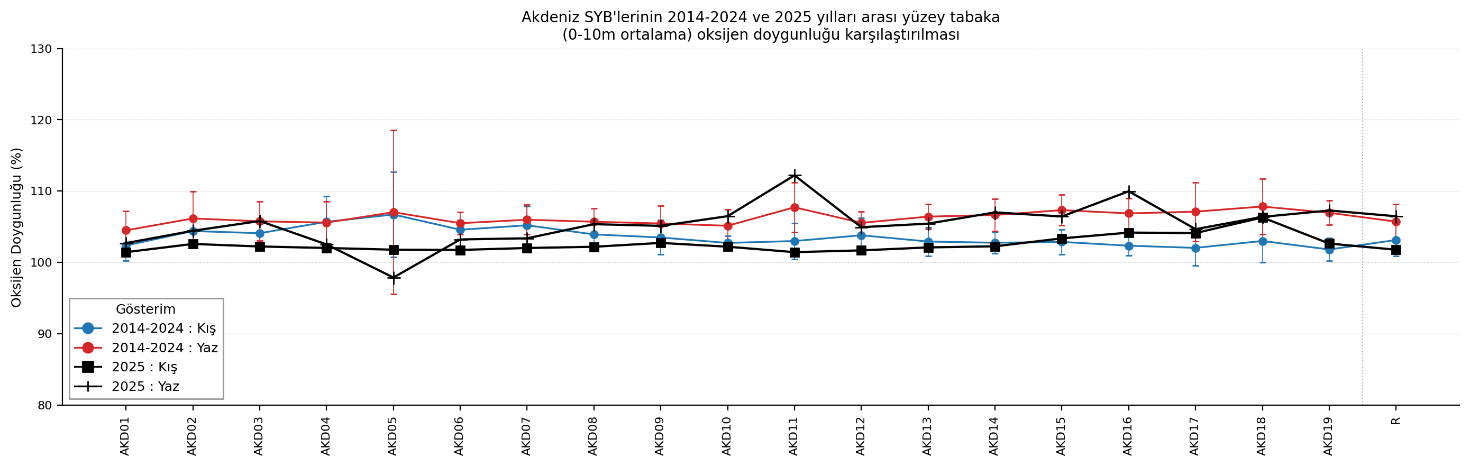 Akdeniz SYB'lerinin 2014-2024 ve 2025 yılları arası yüzey tabaka
(0-10m ortalama) oksijen doygunluğu karşılaştırılması
Oksijen Doygunluğu (%)
130
120
110
100
90
80
Gösterim
2014-2024 : Kış
2014-2024 : Yaz
2025 : Kış
2025 : Yaz
AKD01
AKD02
AKD03
AKD04
AKD05
AKD06
AKD07
AKD08
AKD09
AKD10
AKD11
AKD12
AKD13
AKD14
AKD15
AKD16
AKD17
AKD18
AKD19
R